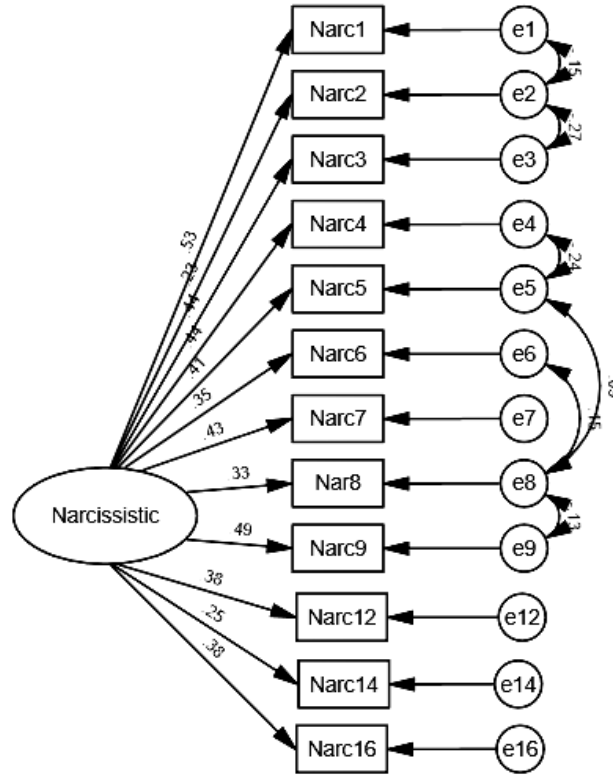 Narc1
e1
.15
Narc2
e2
.27
Narc3
e3
Narc4
e4
.24
.53
.23
Narc5
e5
.44
.44
.41
Narc6
e6
.35
.15
Narc7
e7
.43
33
Nar8
e8
Narcissistic
.13
49
Narc9
e9
.38
Narc12
e12
.25
.38
Narc14
e14
Narc16
e16